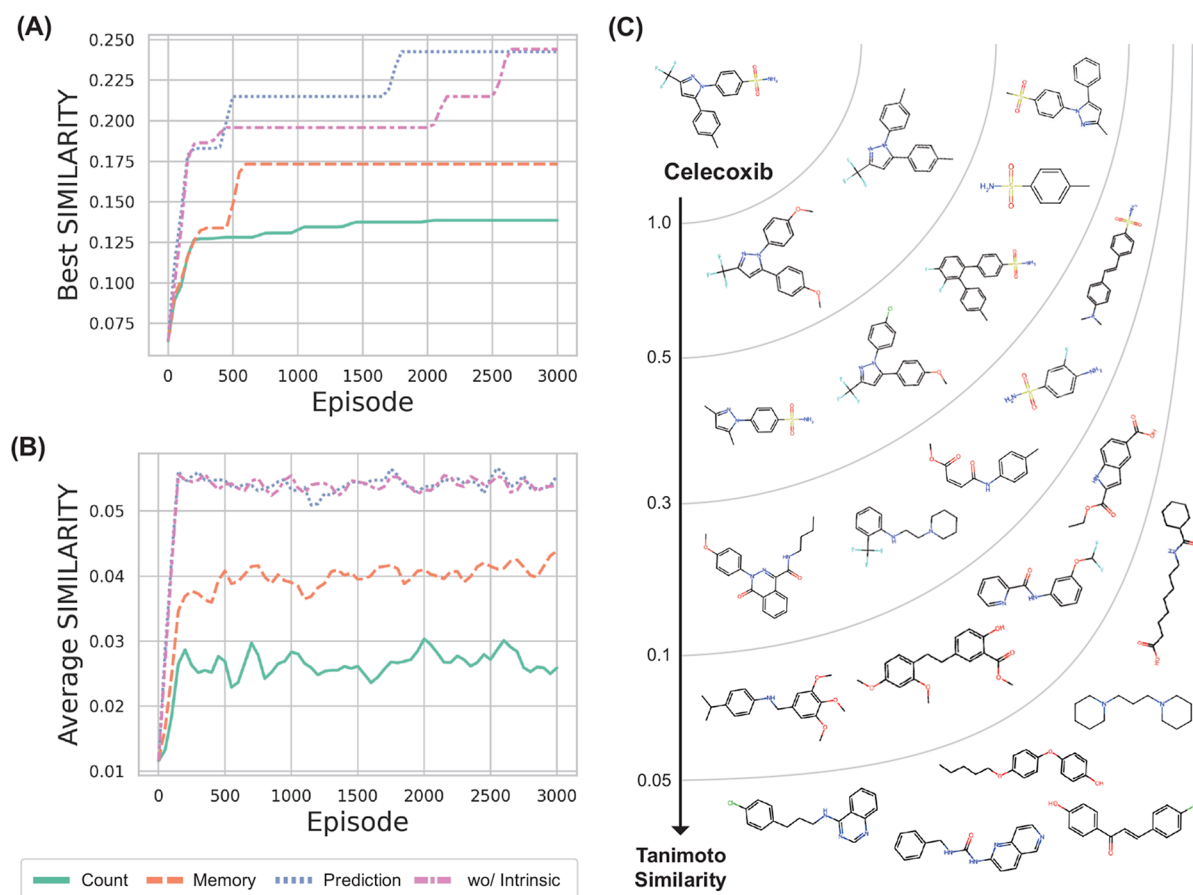 (A)
0.250
0.225
0.200
0.175
0.150
0.125
0.100
0.075
Best SIMILARITY
0 500 1000 1500 2000 2500 3000
Episode
(B)
0.05
0.04
0.03
0.02
0.01
Average SIMILARITY
0 500 1000 1500 2000 2500 3000
Episode
Count Memory Prediction wo/ Intrinsic
(C)
Celecoxib
1.0
0.5
0.3
0.1
0.05
Tanimoto
Similarity